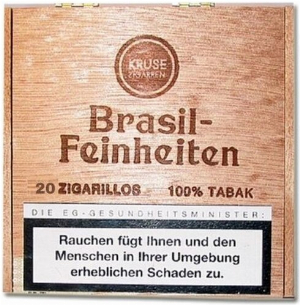 KRUSE
ZIGARREN
Brasil-
Feinheiten
20 ZIGARILLOS 100% TABAK
DIE EG-GESUNDHEITSMINISTER:
Rauchen fügt Ihnen und den
Menschen in Ihrer Umgebung
erheblichen Schaden zu.